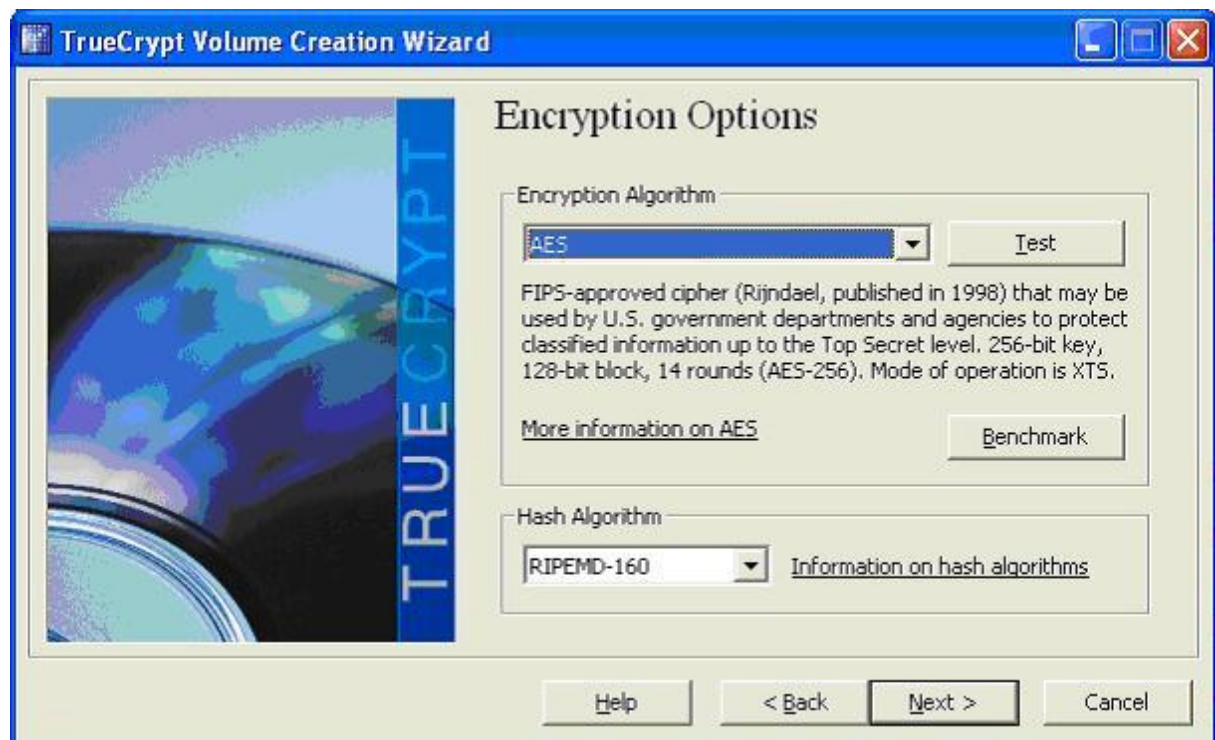 TrueCrypt Volume Creation Wizard
TRUECRYPT
Encryption Options
Encryption Algorithm
AES
Test
FIPS-approved cipher (Rijndael, published in 1998) that may be
used by U.S. government departments and agencies to protect
classified information up to the Top Secret level. 256-bit key,
128-bit block, 14 rounds (AES-256). Mode of operation is XTS.
More information on AES
Benchmark
Hash Algorithm
RIPEMD-160
Information on hash algorithms
Help
< Back
Next >
Cancel